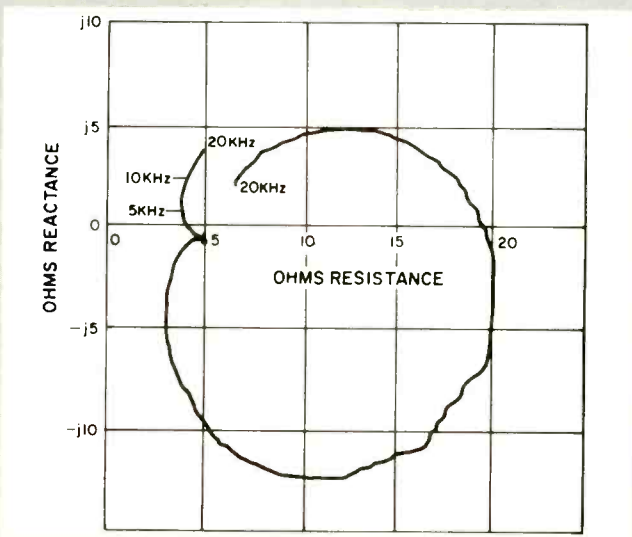 j10
j5
20KHz
10KHz
20KHz
5KHz
0
0 5 10 15 20
OHMS RESISTANCE
-j5
-j10
OHMS REACTANCE